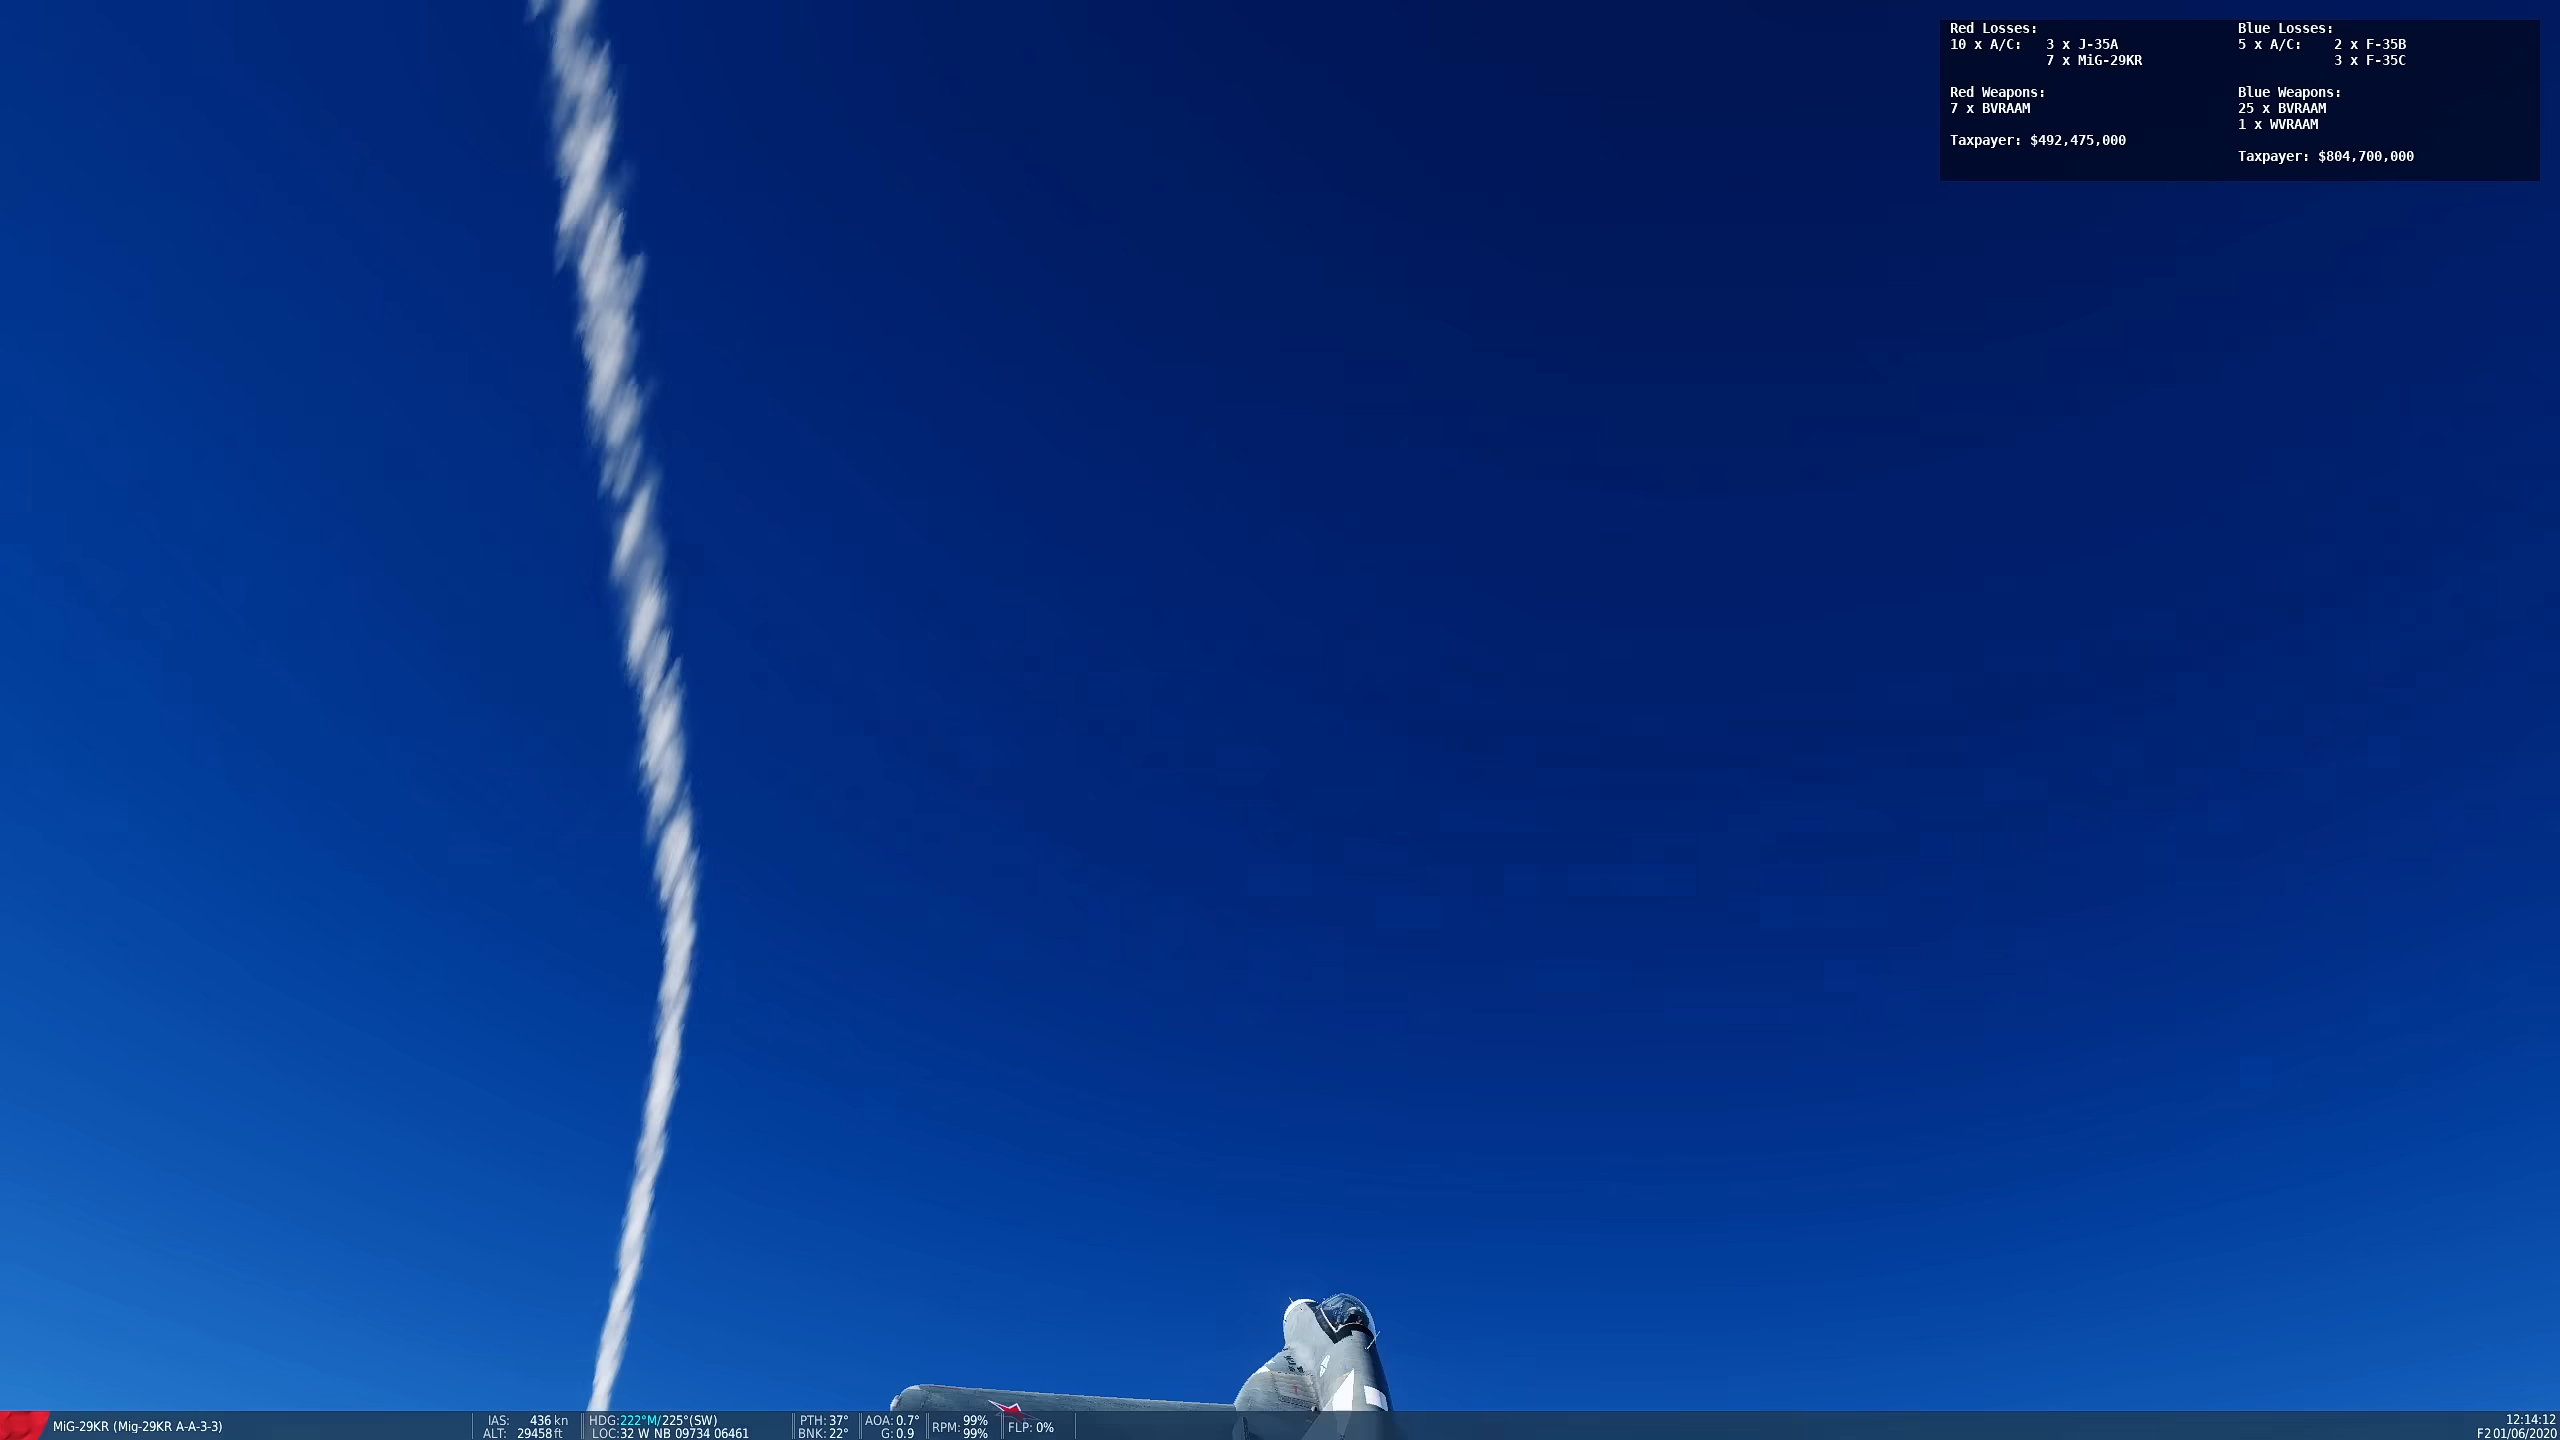 Red Losses:
10 x A/C: 3 x J-35A
7 x MiG-29KR
Red Weapons:
7 x BVRAAM
Taxpayer: $492,475,000
Blue Losses:
5 x A/C: 2 x F-35B
3 x F-35C
Blue Weapons:
25 x BVRAAM
1 x WVRAAM
Taxpayer: $804,700,000
MiG-29KR (Mig-29KR A-A-3-3)
IAS: 436 kn
ALT: 29458 ft
HDG:222°M/225°(SW)
LOC:32 W NB 09734 06461
PTH: 37°
BNK: 22°
AOA: 0.7°
G: 0.9
RPM: 99%
99%
FLP: 0%
12:14:12
F2 01/06/2020